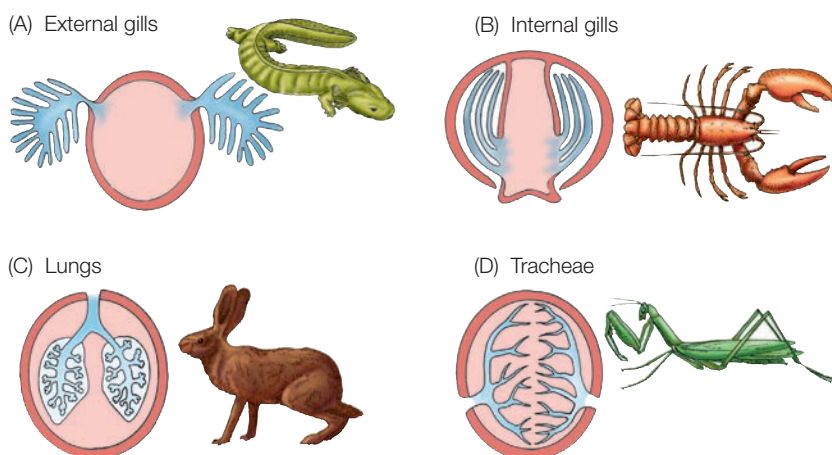 (A) External gills
(B) Internal gills
(C) Lungs
(D) Tracheae